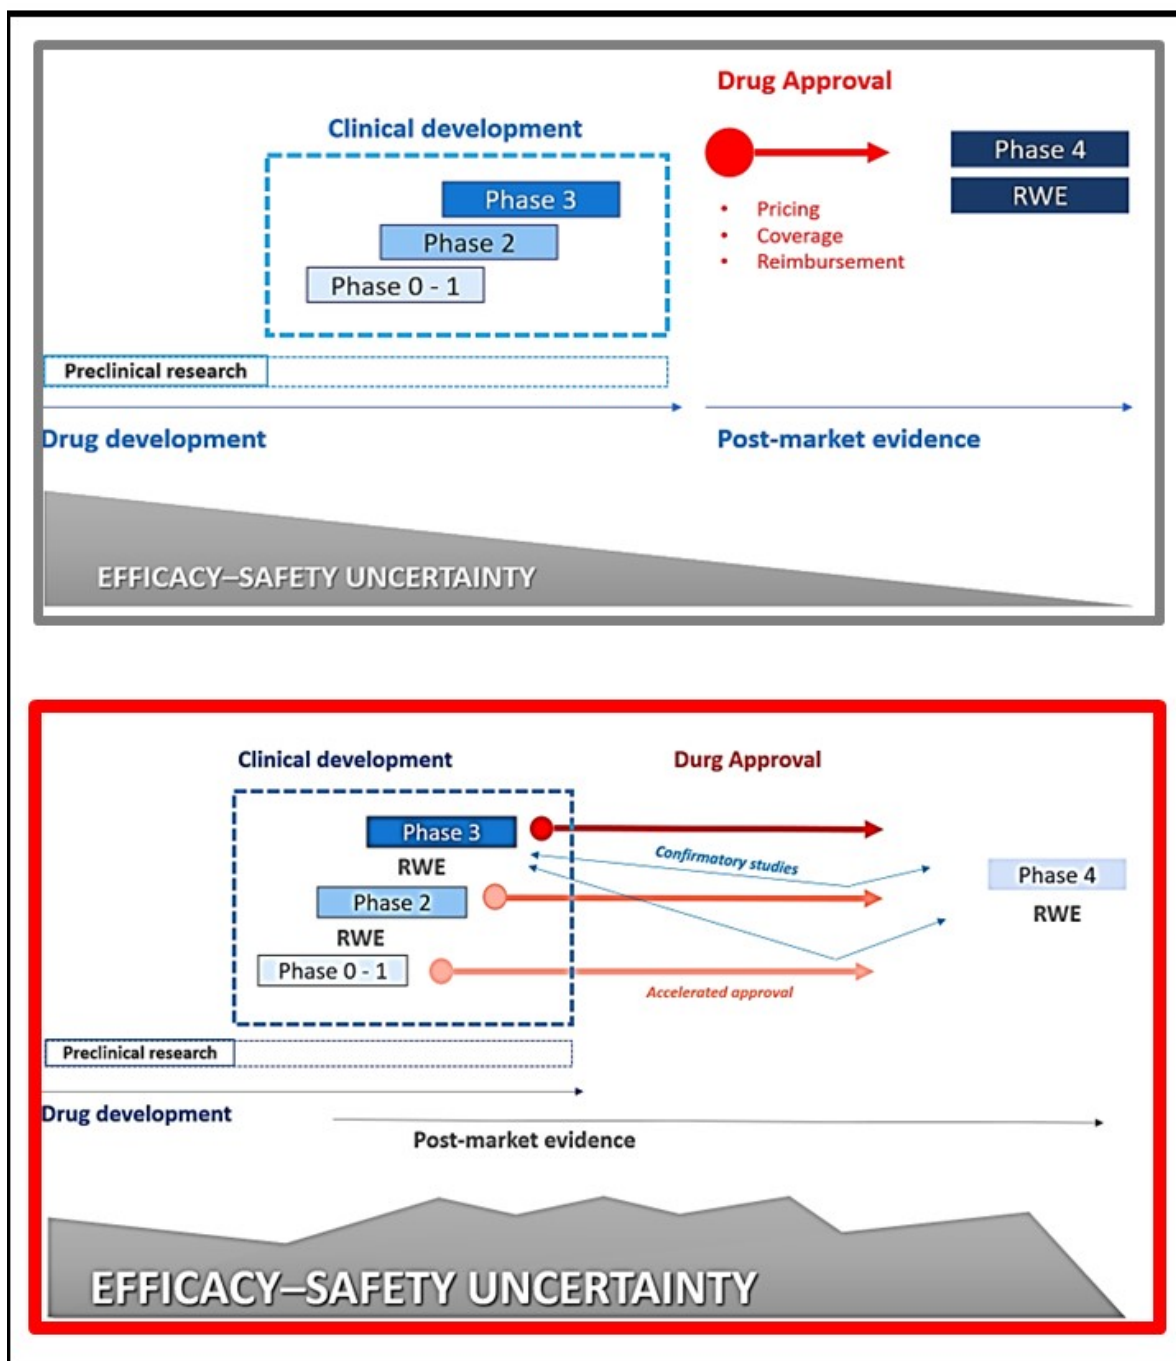 Drug Approval
Clinical development
Phase 3
Phase 2
Phase 0 - 1
• Pricing
• Coverage
• Reimbursement
Phase 4
RWE
Preclinical research
Drug development
Post-market evidence
EFFICACY–SAFETY UNCERTAINTY
Clinical development
Durg Approval
Phase 3
RWE
Phase 2
RWE
Phase 0 - 1
Confirmatory studies
Accelerated approval
Phase 4
RWE
Preclinical research
Drug development
Post-market evidence
EFFICACY–SAFETY UNCERTAINTY